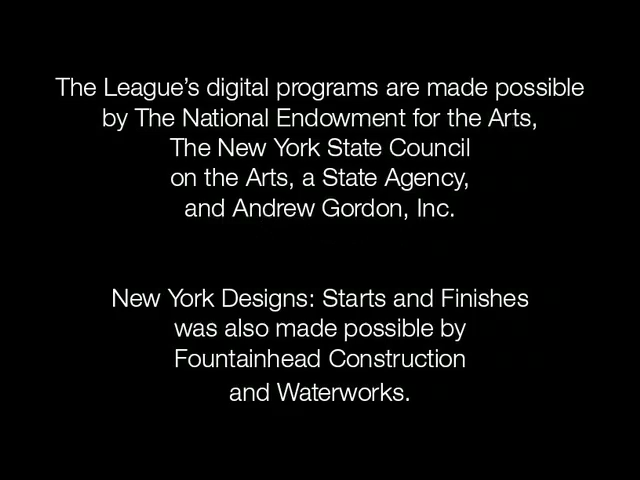 The League’s digital programs are made possible
by The National Endowment for the Arts,
The New York State Council
on the Arts, a State Agency,
and Andrew Gordon, Inc.
New York Designs: Starts and Finishes
was also made possible by
Fountainhead Construction
and Waterworks.